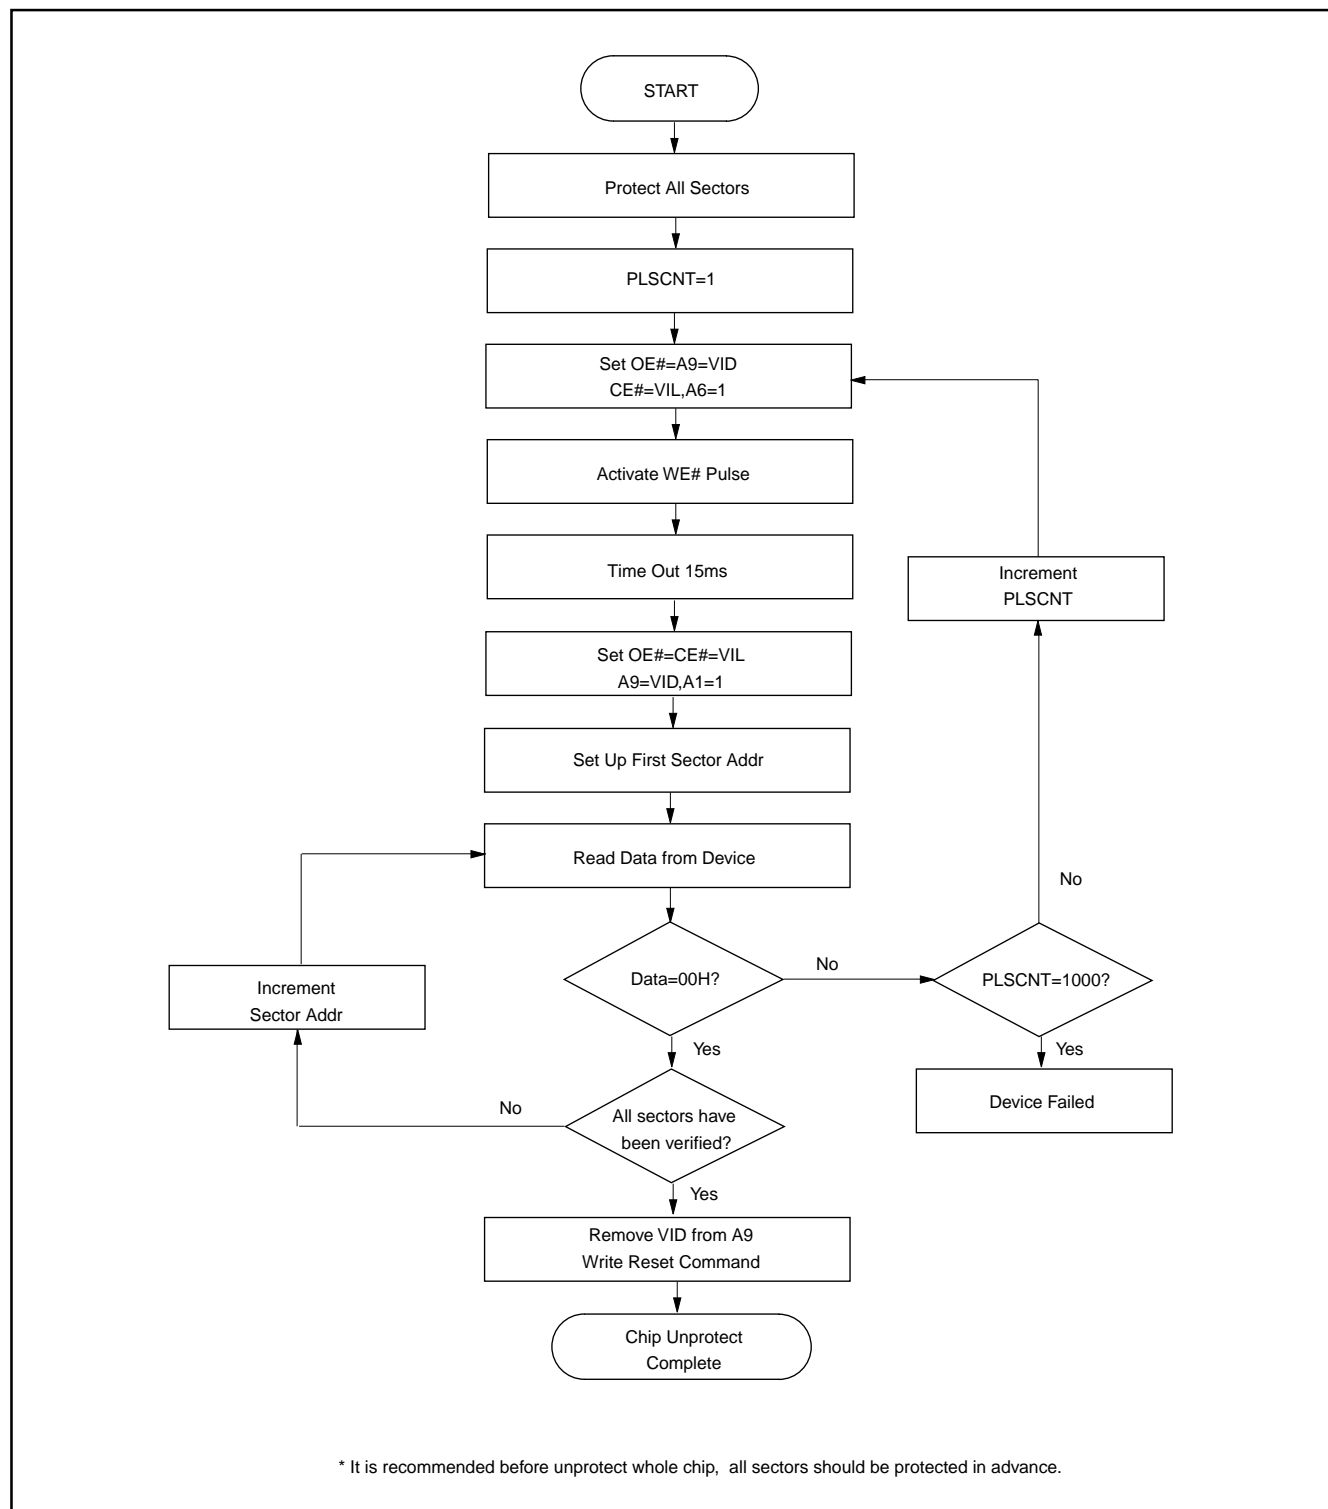 START
Protect All Sectors
PLSCNT=1
Set OE#=A9=VID
CE#=VIL,A6=1
Activate WE# Pulse
Time Out 15ms
Increment
PLSCNT
Set OE#=CE#=VIL
A9=VID,A1=1
Set Up First Sector Addr
Read Data from Device
No
Data=00H?
No
PLSCNT=1000?
Increment
Sector Addr
Yes
Yes
Device Failed
No
All sectors have
been verified?
Yes
Remove VID from A9
Write Reset Command
Chip Unprotect
Complete
* It is recommended before unprotect whole chip, all sectors should be protected in advance.